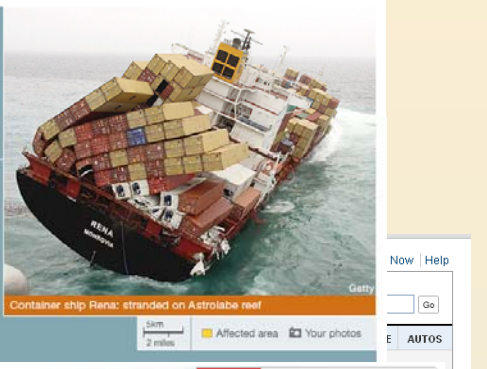 RENA
MONROVIA
Getty
Container ship Rena: stranded on Astrolabe reef
5km
2 miles
Affected area
Your photos
Now | Help
Go
E
AUTOS